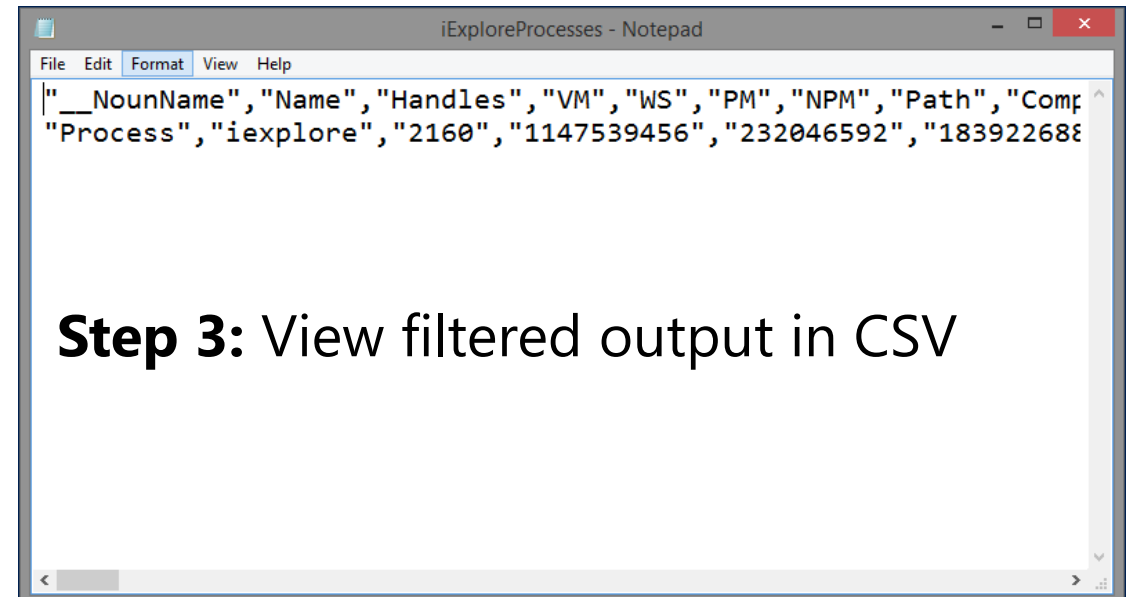 iExploreProcesses - Notepad
File Edit Format View Help
"__NounName","Name","Handles","VM","WS","PM","NPM","Path","Comp
"Process","iexplore","2160","1147539456","232046592","183922688
Step 3: View filtered output in CSV